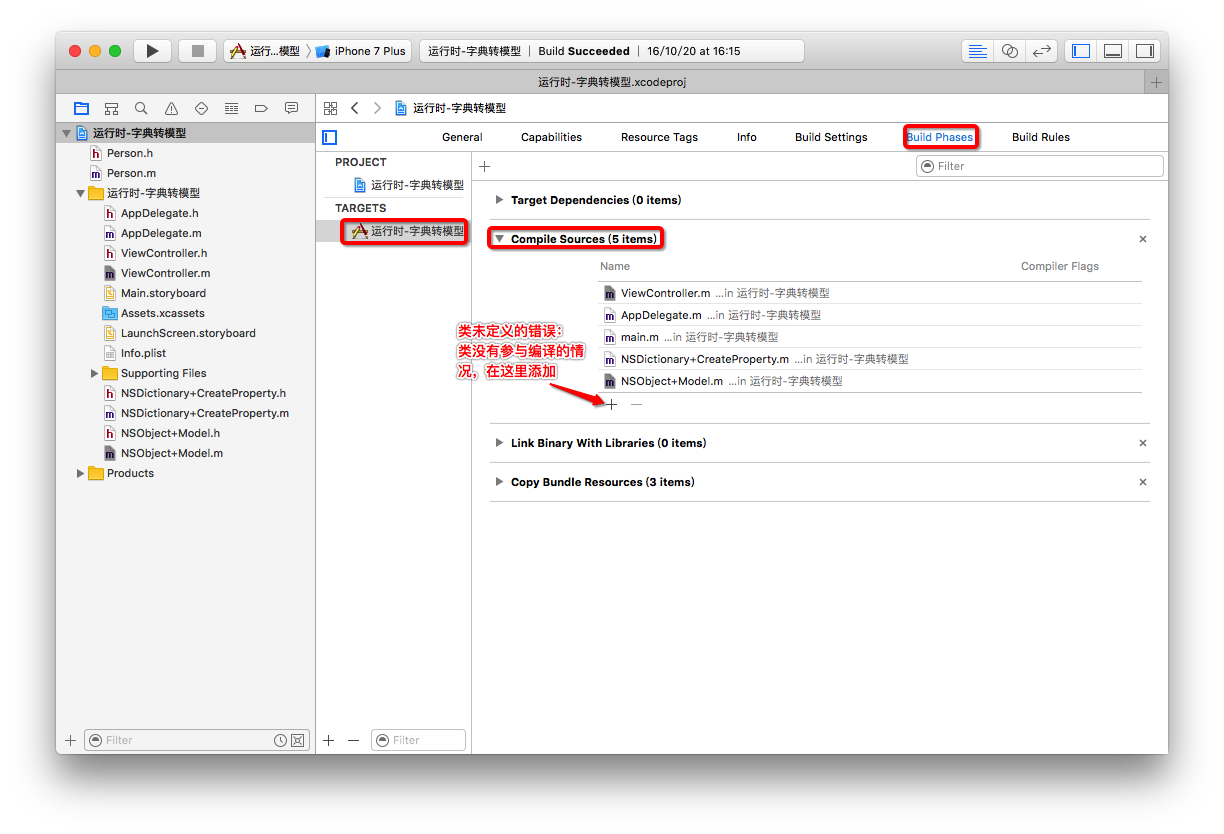 运行...模型 iPhone 7 Plus
运行时-字典转模型 | Build Succeeded | 16/10/20 at 16:15
运行时-字典转模型.xcodeproj
运行时-字典转模型
Person.h
Person.m
运行时-字典转模型
AppDelegate.h
AppDelegate.m
ViewController.h
ViewController.m
Main.storyboard
Assets.xcassets
LaunchScreen.storyboard
Info.plist
Supporting Files
NSDictionary+CreateProperty.h
NSDictionary+CreateProperty.m
NSObject+Model.h
NSObject+Model.m
Products
Filter
运行时-字典转模型
General Capabilities Resource Tags Info Build Settings Build Phases Build Rules
PROJECT
运行时-字典转模型
TARGETS
运行时-字典转模型
Filter
Filter
Target Dependencies (0 items)
Compile Sources (5 items)
Name Compiler Flags
ViewController.m ...in 运行时-字典转模型
AppDelegate.m ...in 运行时-字典转模型
main.m ...in 运行时-字典转模型
NSDictionary+CreateProperty.m ...in 运行时-字典转模型
NSObject+Model.m ...in 运行时-字典转模型
类未定义的错误：
类没有参与编译的情
况，在这里添加
Link Binary With Libraries (0 items)
Copy Bundle Resources (3 items)